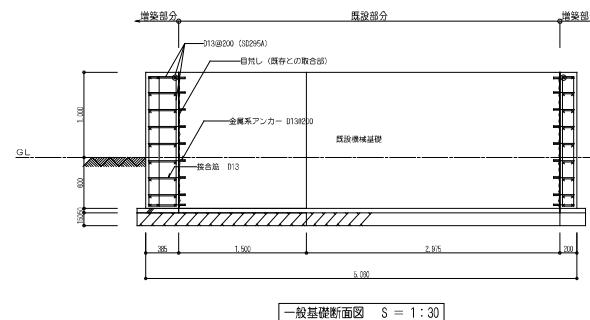 増築部分 既設部分 増築部
D13@200 (SD295A)
目荒し (既存との取合部)
1,000
金属系アンカー D13@200
既設機械基礎
GL
接合筋 D13
600
385 1,500 2,975 200
5,060
一般基礎断面図 S = 1:30